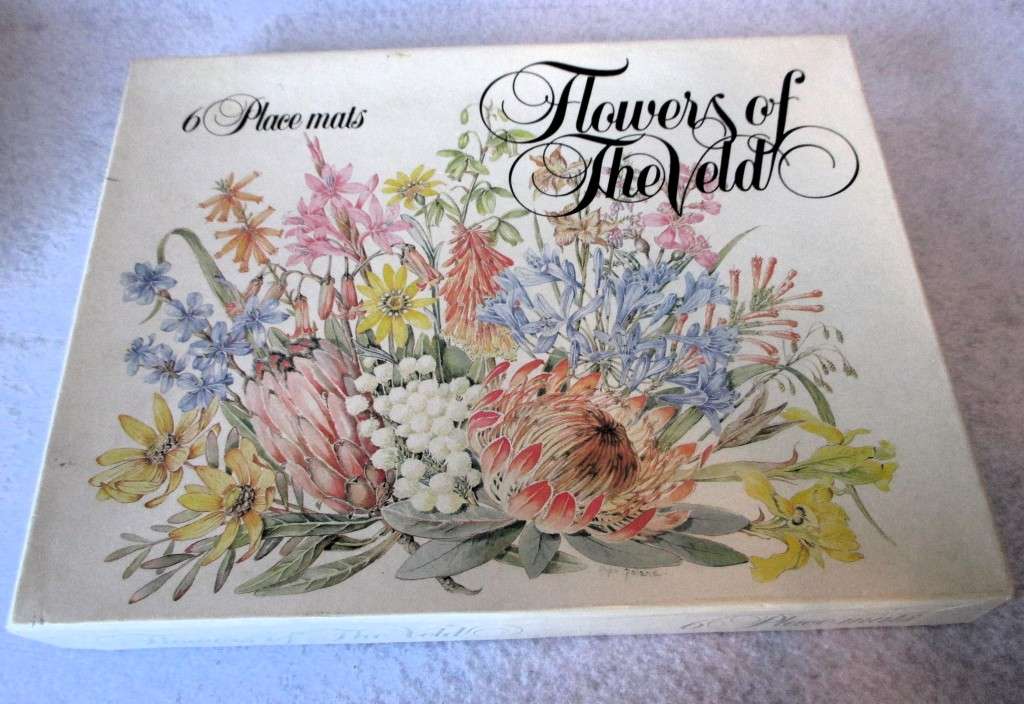 6 Place mats
Flowers of
The Veld
Flowers of The Veld
6 Place mats